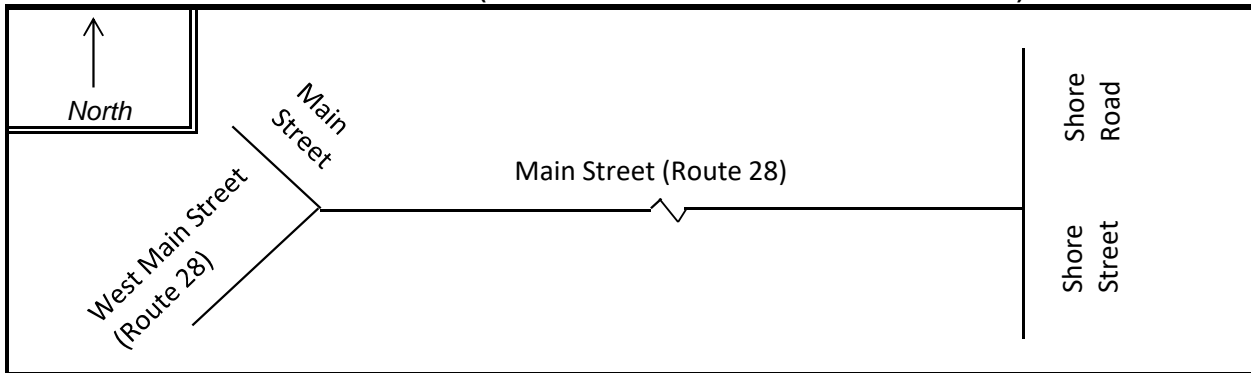 North
Main
Street
Main Street (Route 28)
Shore
Road
West Main Street
(Route 28)
Shore
Street